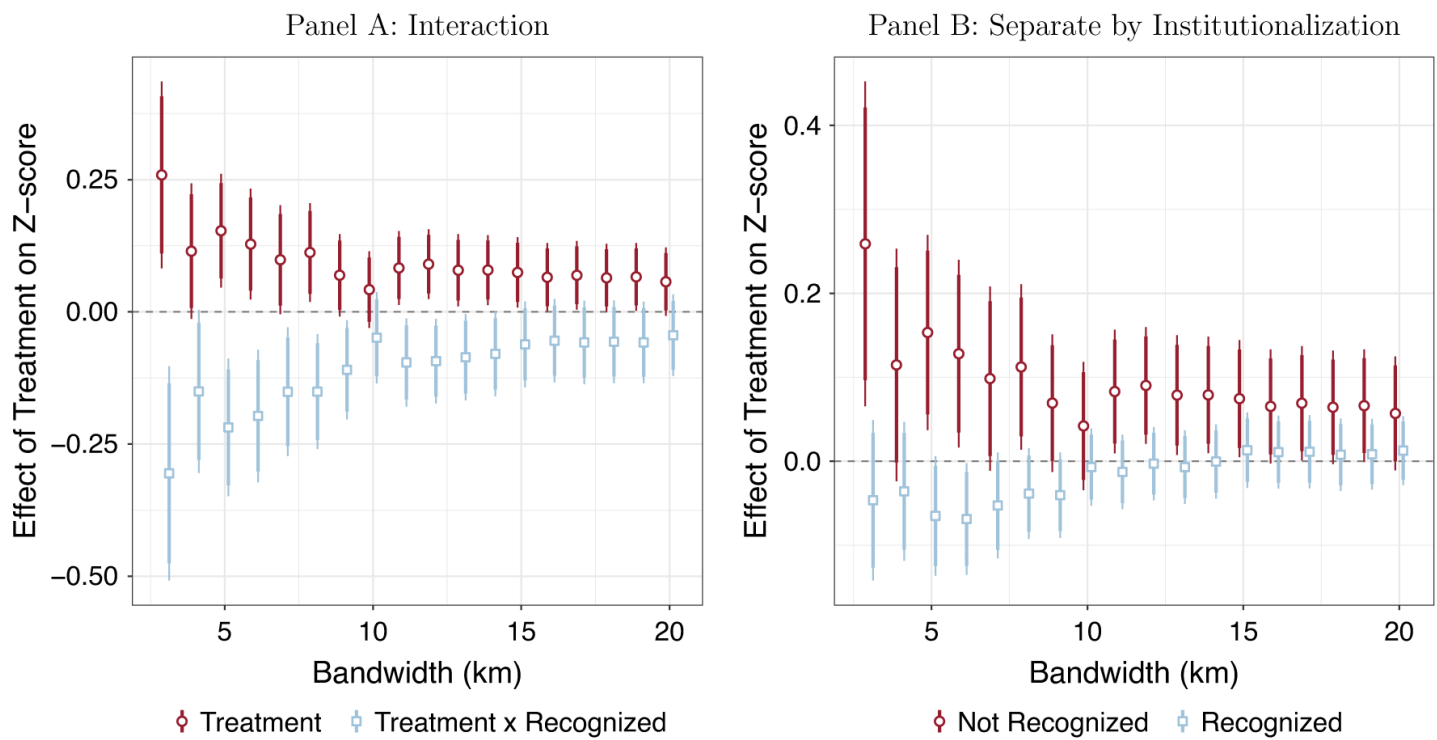 Panel A: Interaction
Effect of Treatment on Z−score
0.25
0.00
−0.25
−0.50
5 10 15 20
Bandwidth (km)
Treatment Treatment x Recognized
Panel B: Separate by Institutionalization
Effect of Treatment on Z−score
0.4
0.2
0.0
5 10 15 20
Bandwidth (km)
Not Recognized Recognized